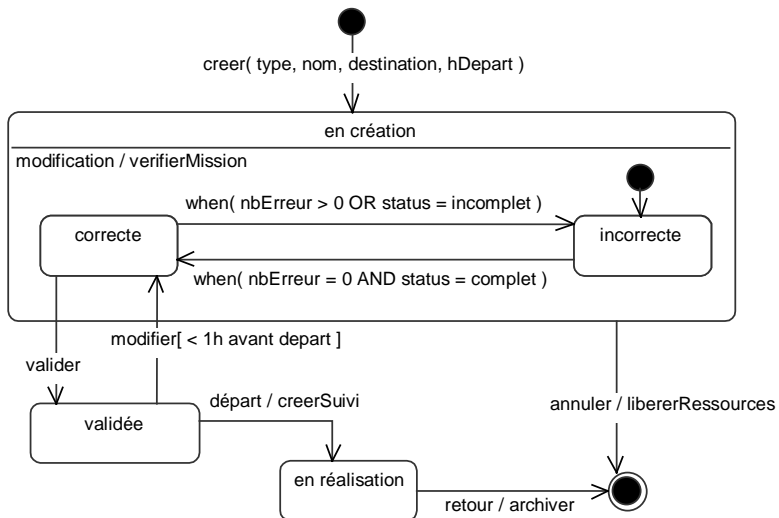 creer( type, nom, destination, hDepart )
en création
modification / verifierMission
when( nbErreur > 0 OR status = incomplet )
correcte
incorrecte
when( nbErreur = 0 AND status = complet )
modifier[ < 1h avant depart ]
valider
départ / creerSuivi
annuler / libererRessources
validée
en réalisation
retour / archiver